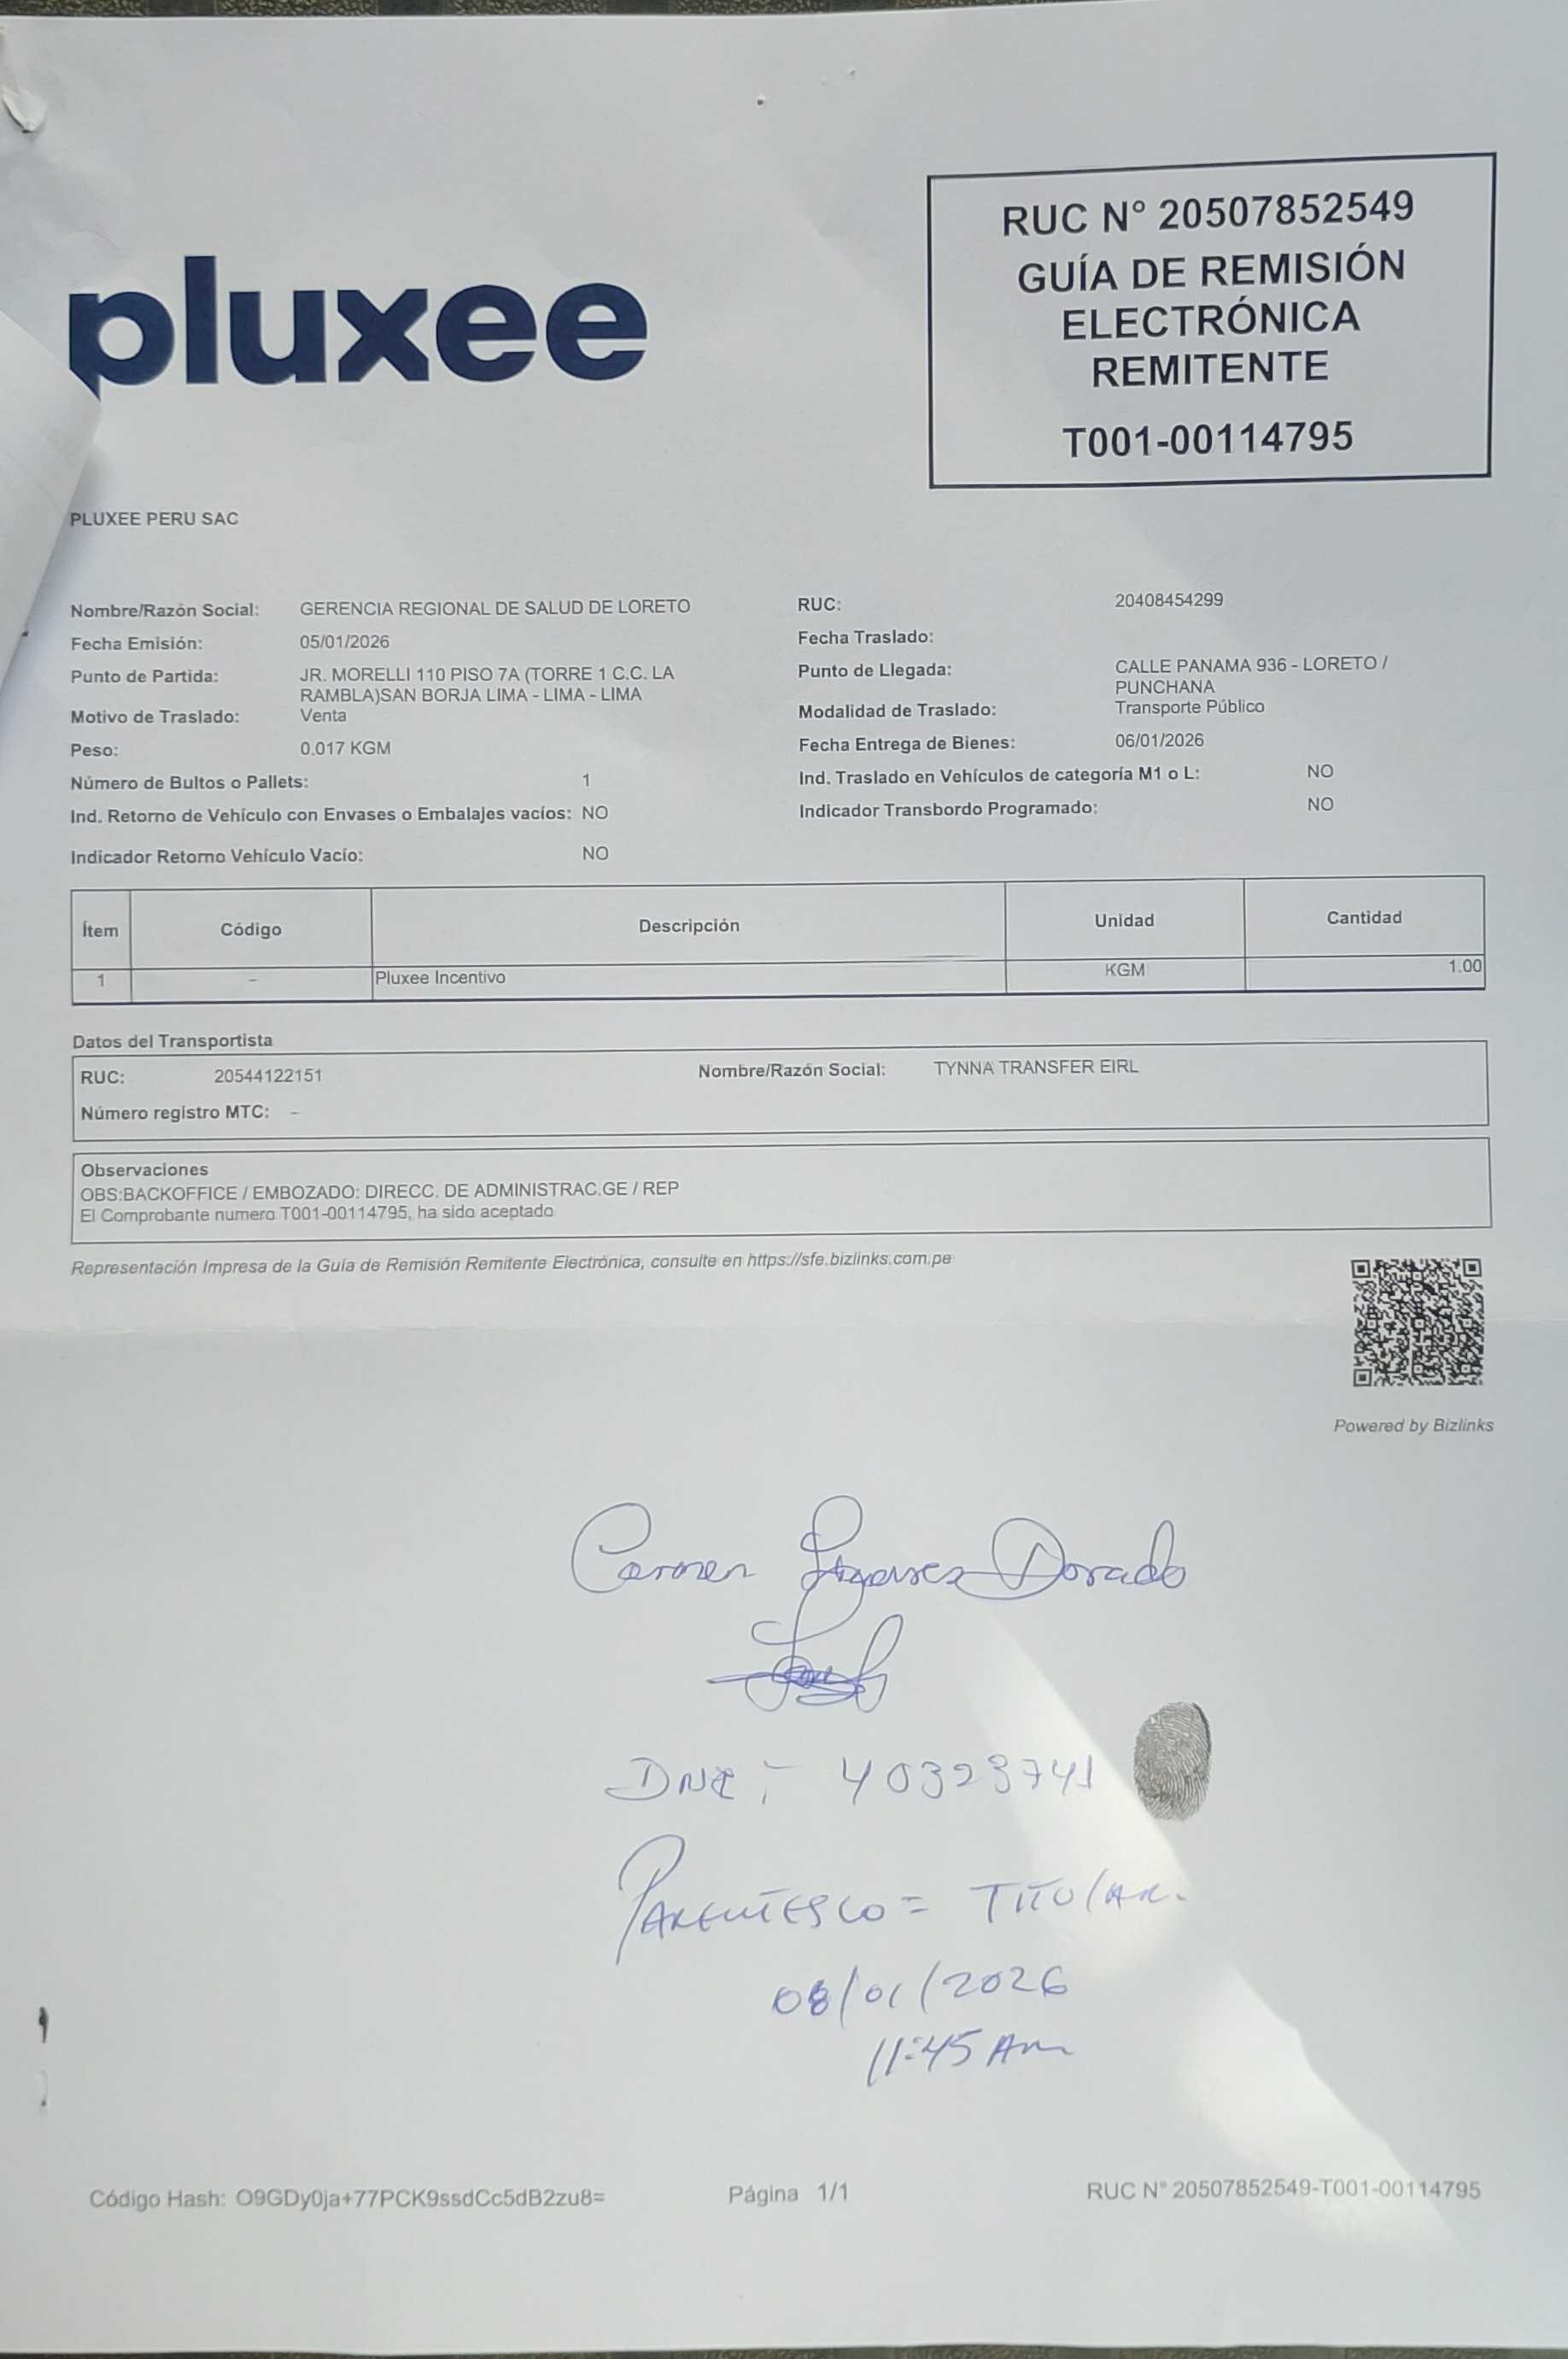 pluxee
RUC N° 20507852549
GUÍA DE REMISIÓN
ELECTRÓNICA
REMITENTE
T001-00114795
PLUXEE PERU SAC
Nombre/Razón Social: GERENCIA REGIONAL DE SALUD DE LORETO
RUC: 20408454299
Fecha Emisión: 05/01/2026
Fecha Traslado:
Punto de Partida: JR. MORELLI 110 PISO 7A (TORRE 1 C.C. LA
RAMBLA)SAN BORJA LIMA - LIMA - LIMA
Punto de Llegada: CALLE PANAMA 936 - LORETO /
PUNCHANA
Motivo de Traslado: Venta
Modalidad de Traslado: Transporte Público
Peso: 0.017 KGM
Fecha Entrega de Bienes: 06/01/2026
Número de Bultos o Pallets: 1
Ind. Traslado en Vehículos de categoría M1 o L: NO
Ind. Retorno de Vehículo con Envases o Embalajes vacíos: NO
Indicador Transbordo Programado: NO
Indicador Retorno Vehículo Vacío: NO
Ítem Código Descripción Unidad Cantidad
1 - Pluxee Incentivo KGM 1.00
Datos del Transportista
RUC: 20544122151 Nombre/Razón Social: TYNNA TRANSFER EIRL
Número registro MTC: -
Observaciones
OBS:BACKOFFICE / EMBOZADO: DIRECC. DE ADMINISTRAC.GE / REP
El Comprobante numero T001-00114795, ha sido aceptado
Representación Impresa de la Guía de Remisión Remitente Electrónica, consulte en https://sfe.bizlinks.com.pe
Powered by Bizlinks
Carmen Dorado
DNI:- 40323741
PARENTESCO = TITULAR.
08/01/2026
11:45 Am
Código Hash: O9GDy0ja+77PCK9ssdCc5dB2zu8= Página 1/1 RUC N° 20507852549-T001-00114795